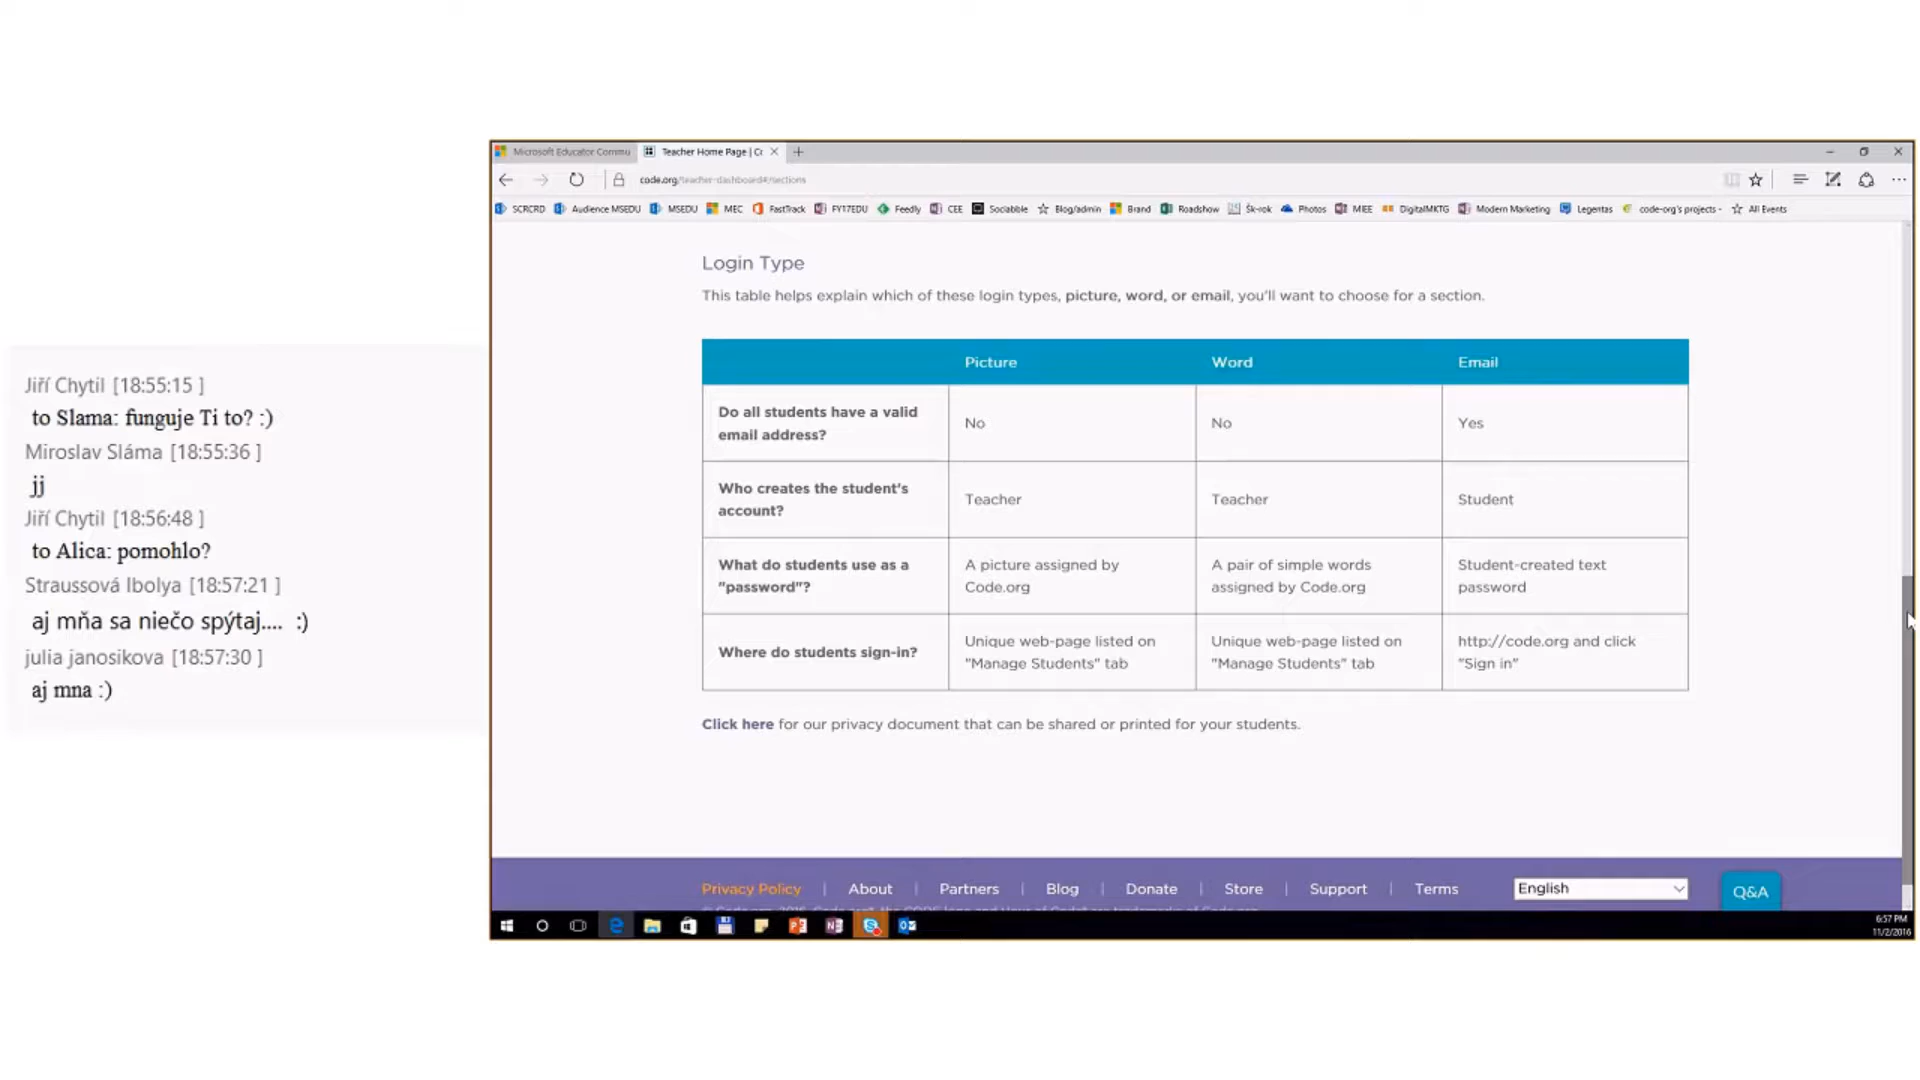 Jiří Chytil [18:55:15 ]
to Slama: funguje Ti to? :)
Miroslav Sláma [18:55:36 ]
jj
Jiří Chytil [18:56:48 ]
to Alica: pomohlo?
Straussová Ibolya [18:57:21 ]
aj mňa sa niečo spýtaj.... :)
julia janosikova [18:57:30 ]
aj mna :)
Microsoft Educator Commu
Teacher Home Page | Co
code.org/teacher-dashboard#/sections
SCRCRD Audience MSEDU MSEDU MEC FastTrack FY17EDU Feedly CEE Sociabble Blog/admin Brand Roadshow Šk-rok Photos MIEE DigitalMKTG Modern Marketing Legentas code-org's projects - All Events
Login Type
This table helps explain which of these login types, picture, word, or email, you'll want to choose for a section.
Picture Word Email
Do all students have a valid email address? No No Yes
Who creates the student's account? Teacher Teacher Student
What do students use as a "password"? A picture assigned by Code.org A pair of simple words assigned by Code.org Student-created text password
Where do students sign-in? Unique web-page listed on "Manage Students" tab Unique web-page listed on "Manage Students" tab http://code.org and click "Sign in"
Click here for our privacy document that can be shared or printed for your students.
Privacy Policy | About | Partners | Blog | Donate | Store | Support | Terms
English
Q&A
6:57 PM
11/2/2016